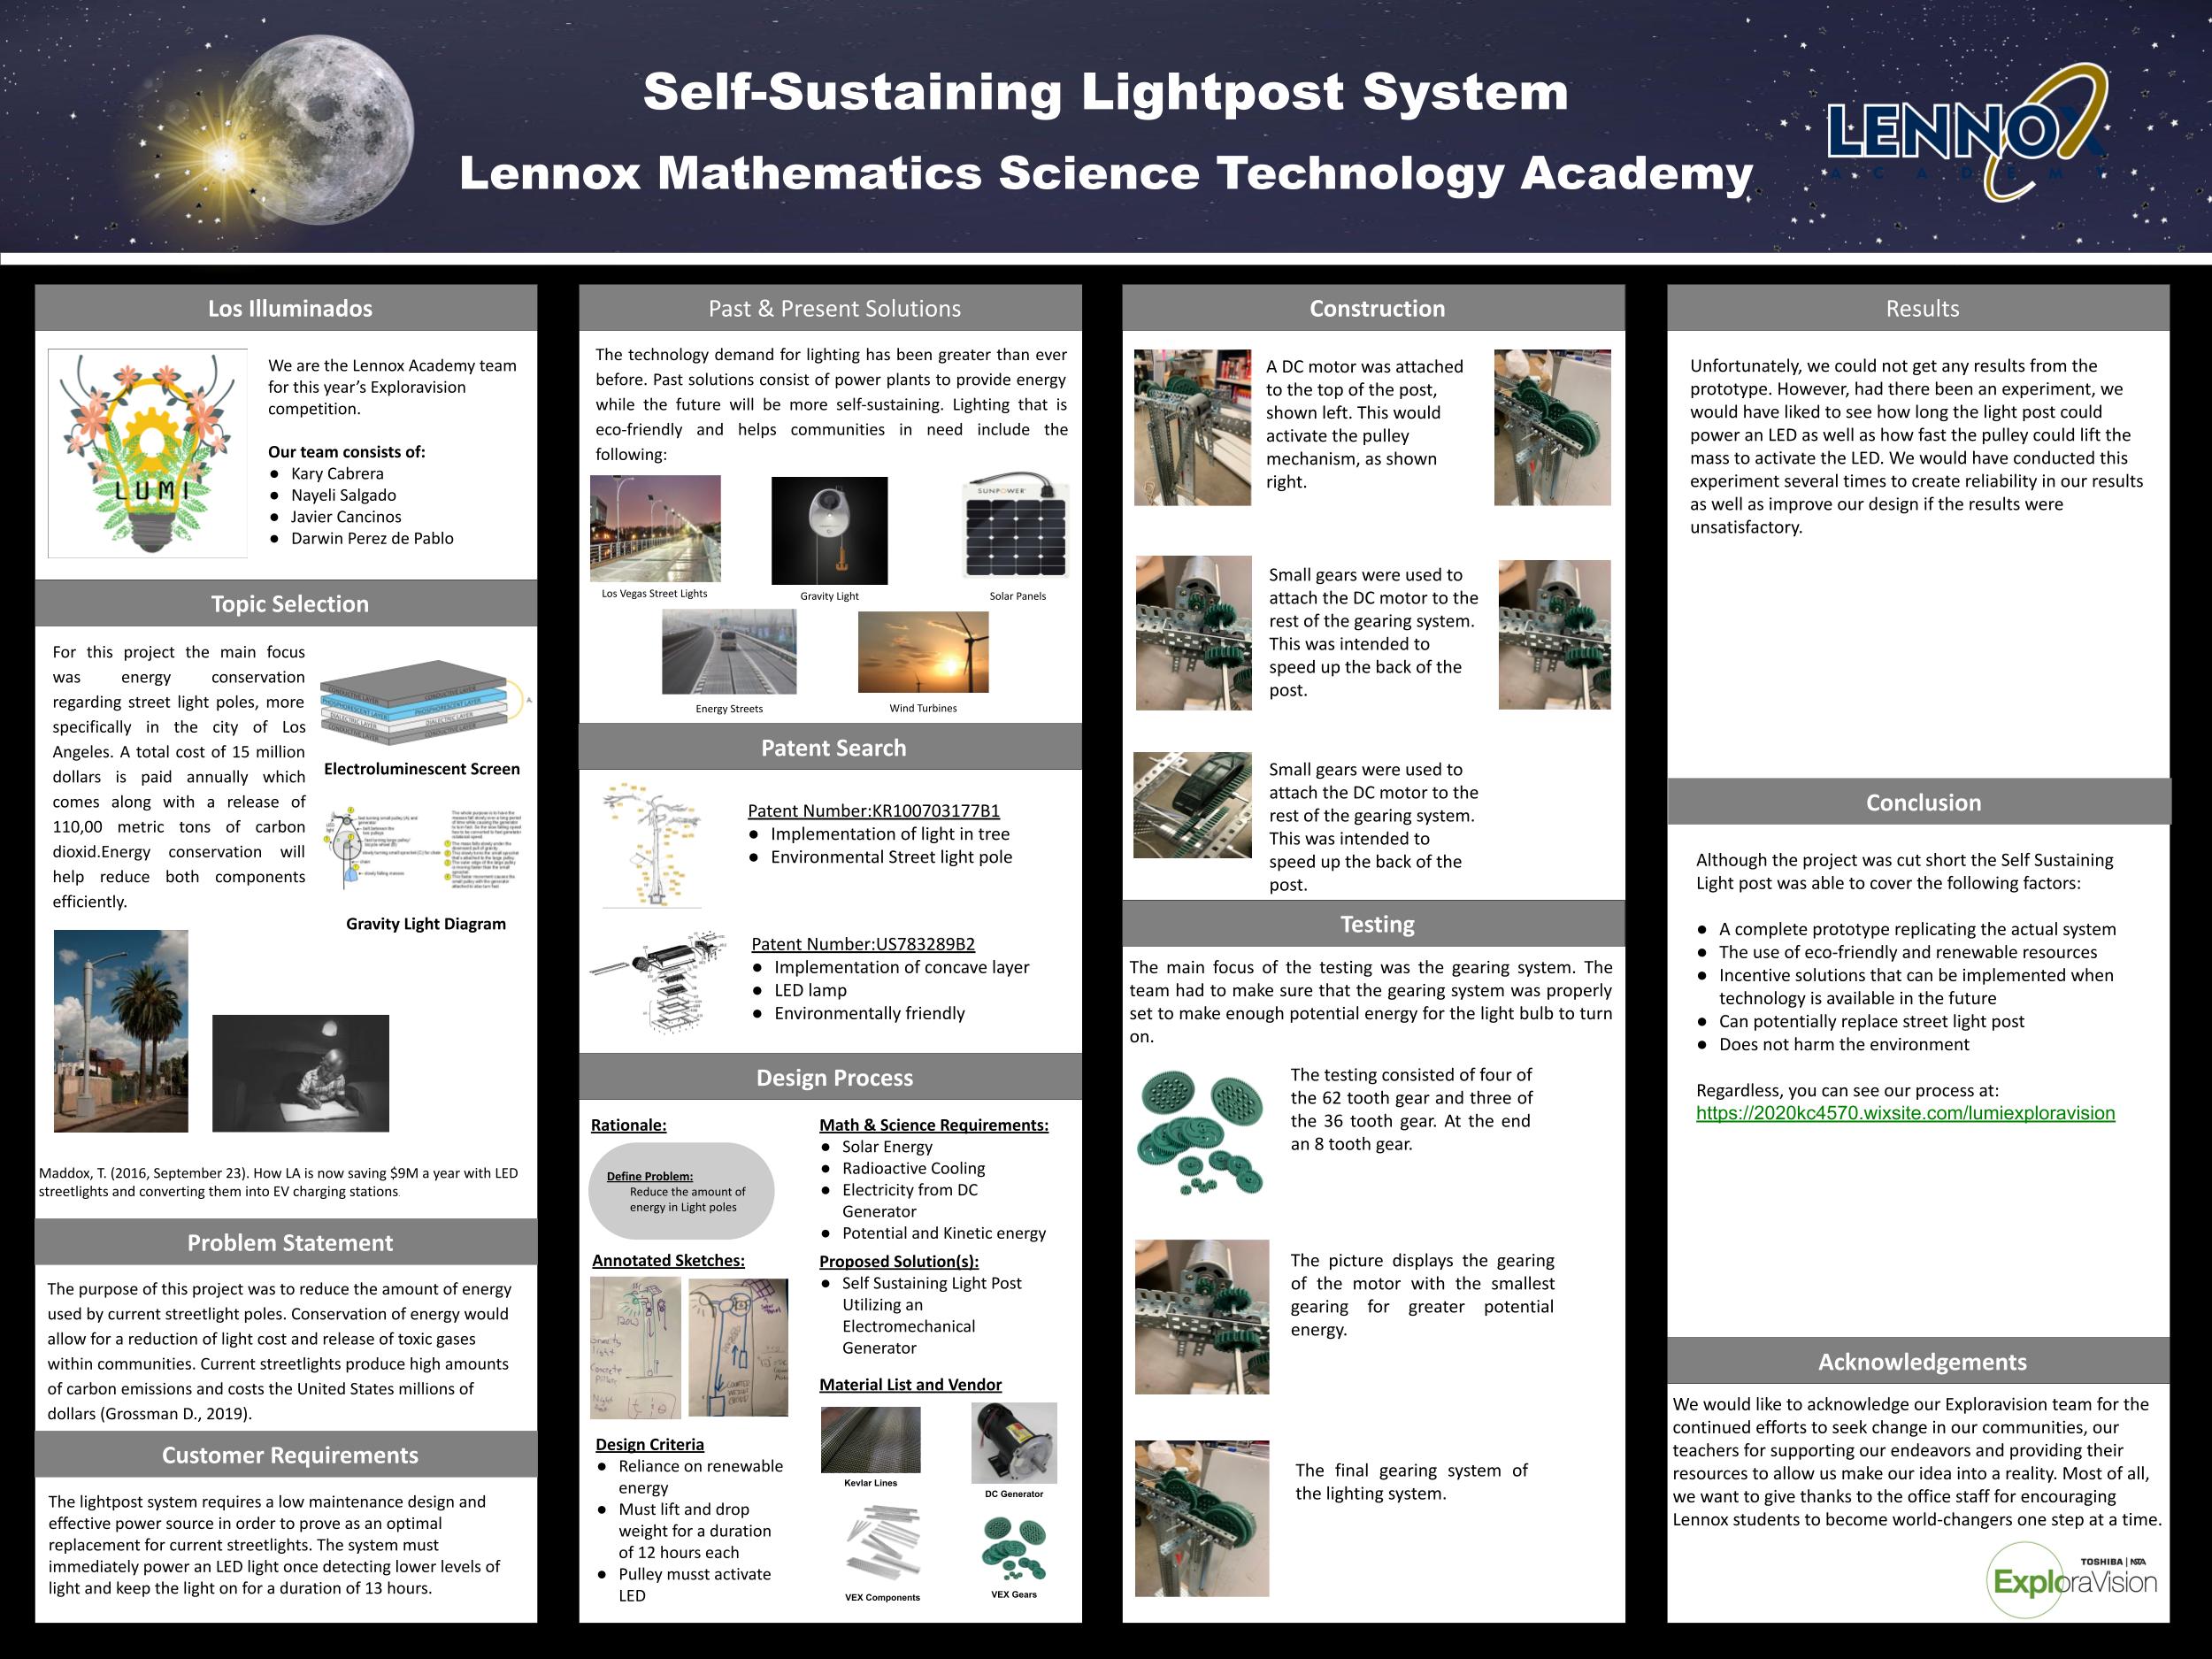 Self-Sustaining Lightpost System
Lennox Mathematics Science Technology Academy
LENNOX
ACADEMY
Los Illuminados
LUMI
We are the Lennox Academy team
for this year’s Exploravision
competition.
Our team consists of:
● Kary Cabrera
● Nayeli Salgado
● Javier Cancinos
● Darwin Perez de Pablo
Topic Selection
For this project the main focus
was energy conservation
regarding street light poles, more
specifically in the city of Los
Angeles. A total cost of 15 million
dollars is paid annually which
comes along with a release of
110,00 metric tons of carbon
dioxid.Energy conservation will
help reduce both components
efficiently.
CONDUCTIVE LAYER
CONDUCTIVE LAYER
PHOSPHORESCENT LAYER
PHOSPHORESCENT LAYER
DIALECTRIC LAYER
DIALECTRIC LAYER
CONDUCTIVE LAYER
CONDUCTIVE LAYER
Electroluminescent Screen
Gravity Light Diagram
Maddox, T. (2016, September 23). How LA is now saving $9M a year with LED
streetlights and converting them into EV charging stations.
Problem Statement
The purpose of this project was to reduce the amount of energy
used by current streetlight poles. Conservation of energy would
allow for a reduction of light cost and release of toxic gases
within communities. Current streetlights produce high amounts
of carbon emissions and costs the United States millions of
dollars (Grossman D., 2019).
Customer Requirements
The lightpost system requires a low maintenance design and
effective power source in order to prove as an optimal
replacement for current streetlights. The system must
immediately power an LED light once detecting lower levels of
light and keep the light on for a duration of 13 hours.
Past & Present Solutions
The technology demand for lighting has been greater than ever
before. Past solutions consist of power plants to provide energy
while the future will be more self-sustaining. Lighting that is
eco-friendly and helps communities in need include the
following:
SUNPOWER
Los Vegas Street Lights
Gravity Light
Solar Panels
Energy Streets
Wind Turbines
Patent Search
Patent Number:KR100703177B1
● Implementation of light in tree
● Environmental Street light pole
Patent Number:US783289B2
● Implementation of concave layer
● LED lamp
● Environmentally friendly
Design Process
Rationale:
Define Problem:
Reduce the amount of
energy in Light poles
Annotated Sketches:
Design Criteria
● Reliance on renewable
energy
● Must lift and drop
weight for a duration
of 12 hours each
● Pulley musst activate
LED
Math & Science Requirements:
● Solar Energy
● Radioactive Cooling
● Electricity from DC
Generator
● Potential and Kinetic energy
Proposed Solution(s):
● Self Sustaining Light Post
Utilizing an
Electromechanical
Generator
Material List and Vendor
Kevlar Lines
DC Generator
VEX Components
VEX Gears
Construction
A DC motor was attached
to the top of the post,
shown left. This would
activate the pulley
mechanism, as shown
right.
Small gears were used to
attach the DC motor to the
rest of the gearing system.
This was intended to
speed up the back of the
post.
Small gears were used to
attach the DC motor to the
rest of the gearing system.
This was intended to
speed up the back of the
post.
Testing
The main focus of the testing was the gearing system. The
team had to make sure that the gearing system was properly
set to make enough potential energy for the light bulb to turn
on.
The testing consisted of four of
the 62 tooth gear and three of
the 36 tooth gear. At the end
an 8 tooth gear.
The picture displays the gearing
of the motor with the smallest
gearing for greater potential
energy.
The final gearing system of
the lighting system.
Results
Unfortunately, we could not get any results from the
prototype. However, had there been an experiment, we
would have liked to see how long the light post could
power an LED as well as how fast the pulley could lift the
mass to activate the LED. We would have conducted this
experiment several times to create reliability in our results
as well as improve our design if the results were
unsatisfactory.
Conclusion
Although the project was cut short the Self Sustaining
Light post was able to cover the following factors:
● A complete prototype replicating the actual system
● The use of eco-friendly and renewable resources
● Incentive solutions that can be implemented when
technology is available in the future
● Can potentially replace street light post
● Does not harm the environment
Regardless, you can see our process at:
https://2020kc4570.wixsite.com/lumiexploravision
Acknowledgements
We would like to acknowledge our Exploravision team for the
continued efforts to seek change in our communities, our
teachers for supporting our endeavors and providing their
resources to allow us make our idea into a reality. Most of all,
we want to give thanks to the office staff for encouraging
Lennox students to become world-changers one step at a time.
TOSHIBA | NSTA
ExploraVision